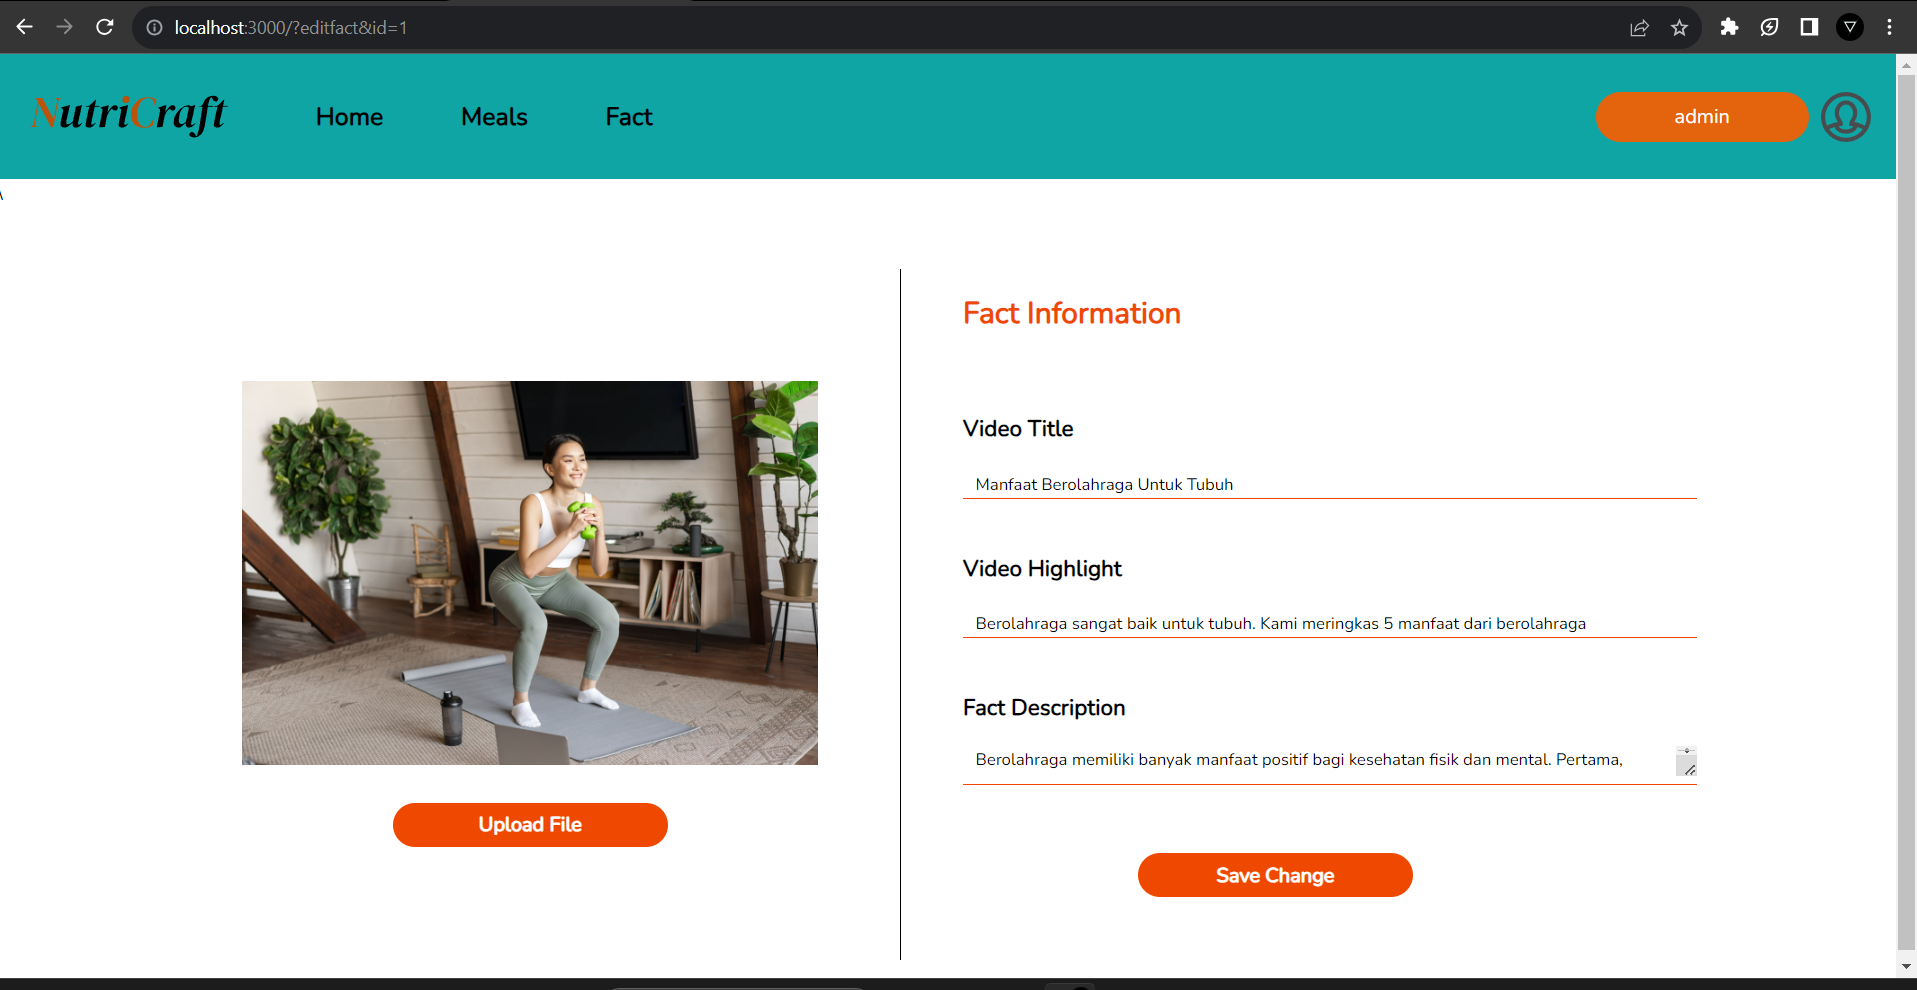 localhost:3000/?editfact&id=1
NutriCraft
Home
Meals
Fact
admin
\
Fact Information
Video Title
Manfaat Berolahraga Untuk Tubuh
Video Highlight
Berolahraga sangat baik untuk tubuh. Kami meringkas 5 manfaat dari berolahraga
Fact Description
Berolahraga memiliki banyak manfaat positif bagi kesehatan fisik dan mental. Pertama,
Upload File
Save Change